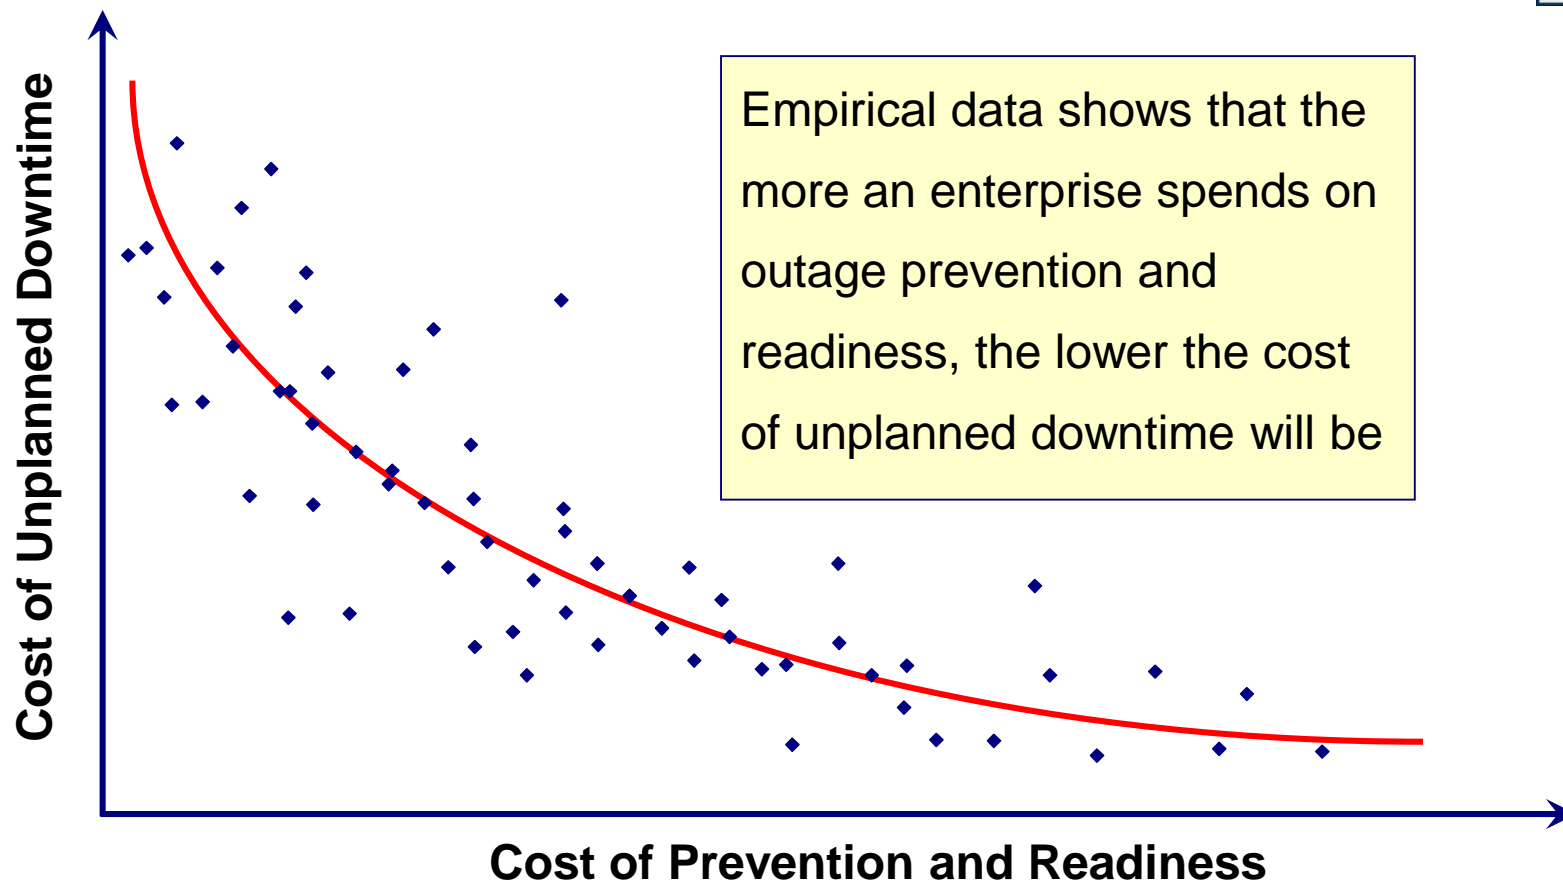 Cost of Unplanned Downtime
Empirical data shows that the
more an enterprise spends on
outage prevention and
readiness, the lower the cost
of unplanned downtime will be
Cost of Prevention and Readiness